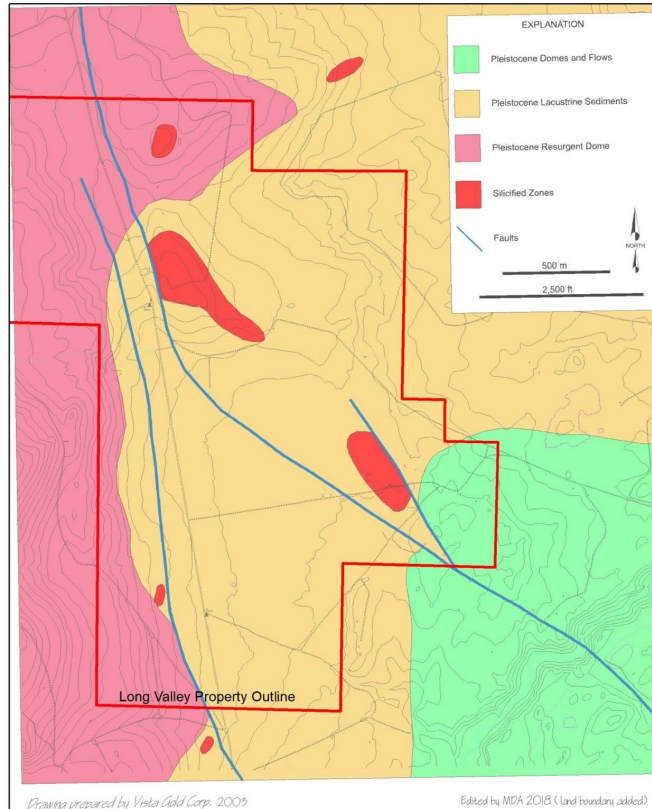 EXPLANATION
Pleistocene Domes and Flows
Pleistocene Lacustrine Sediments
Pleistocene Resurgent Dome
Silicified Zones
Faults
NORTH
500 m
2,500 ft
Long Valley Property Outline
Drawing prepared by Vista Gold Corp. 2003
Edited by MDA 2018 ( land boundary added)